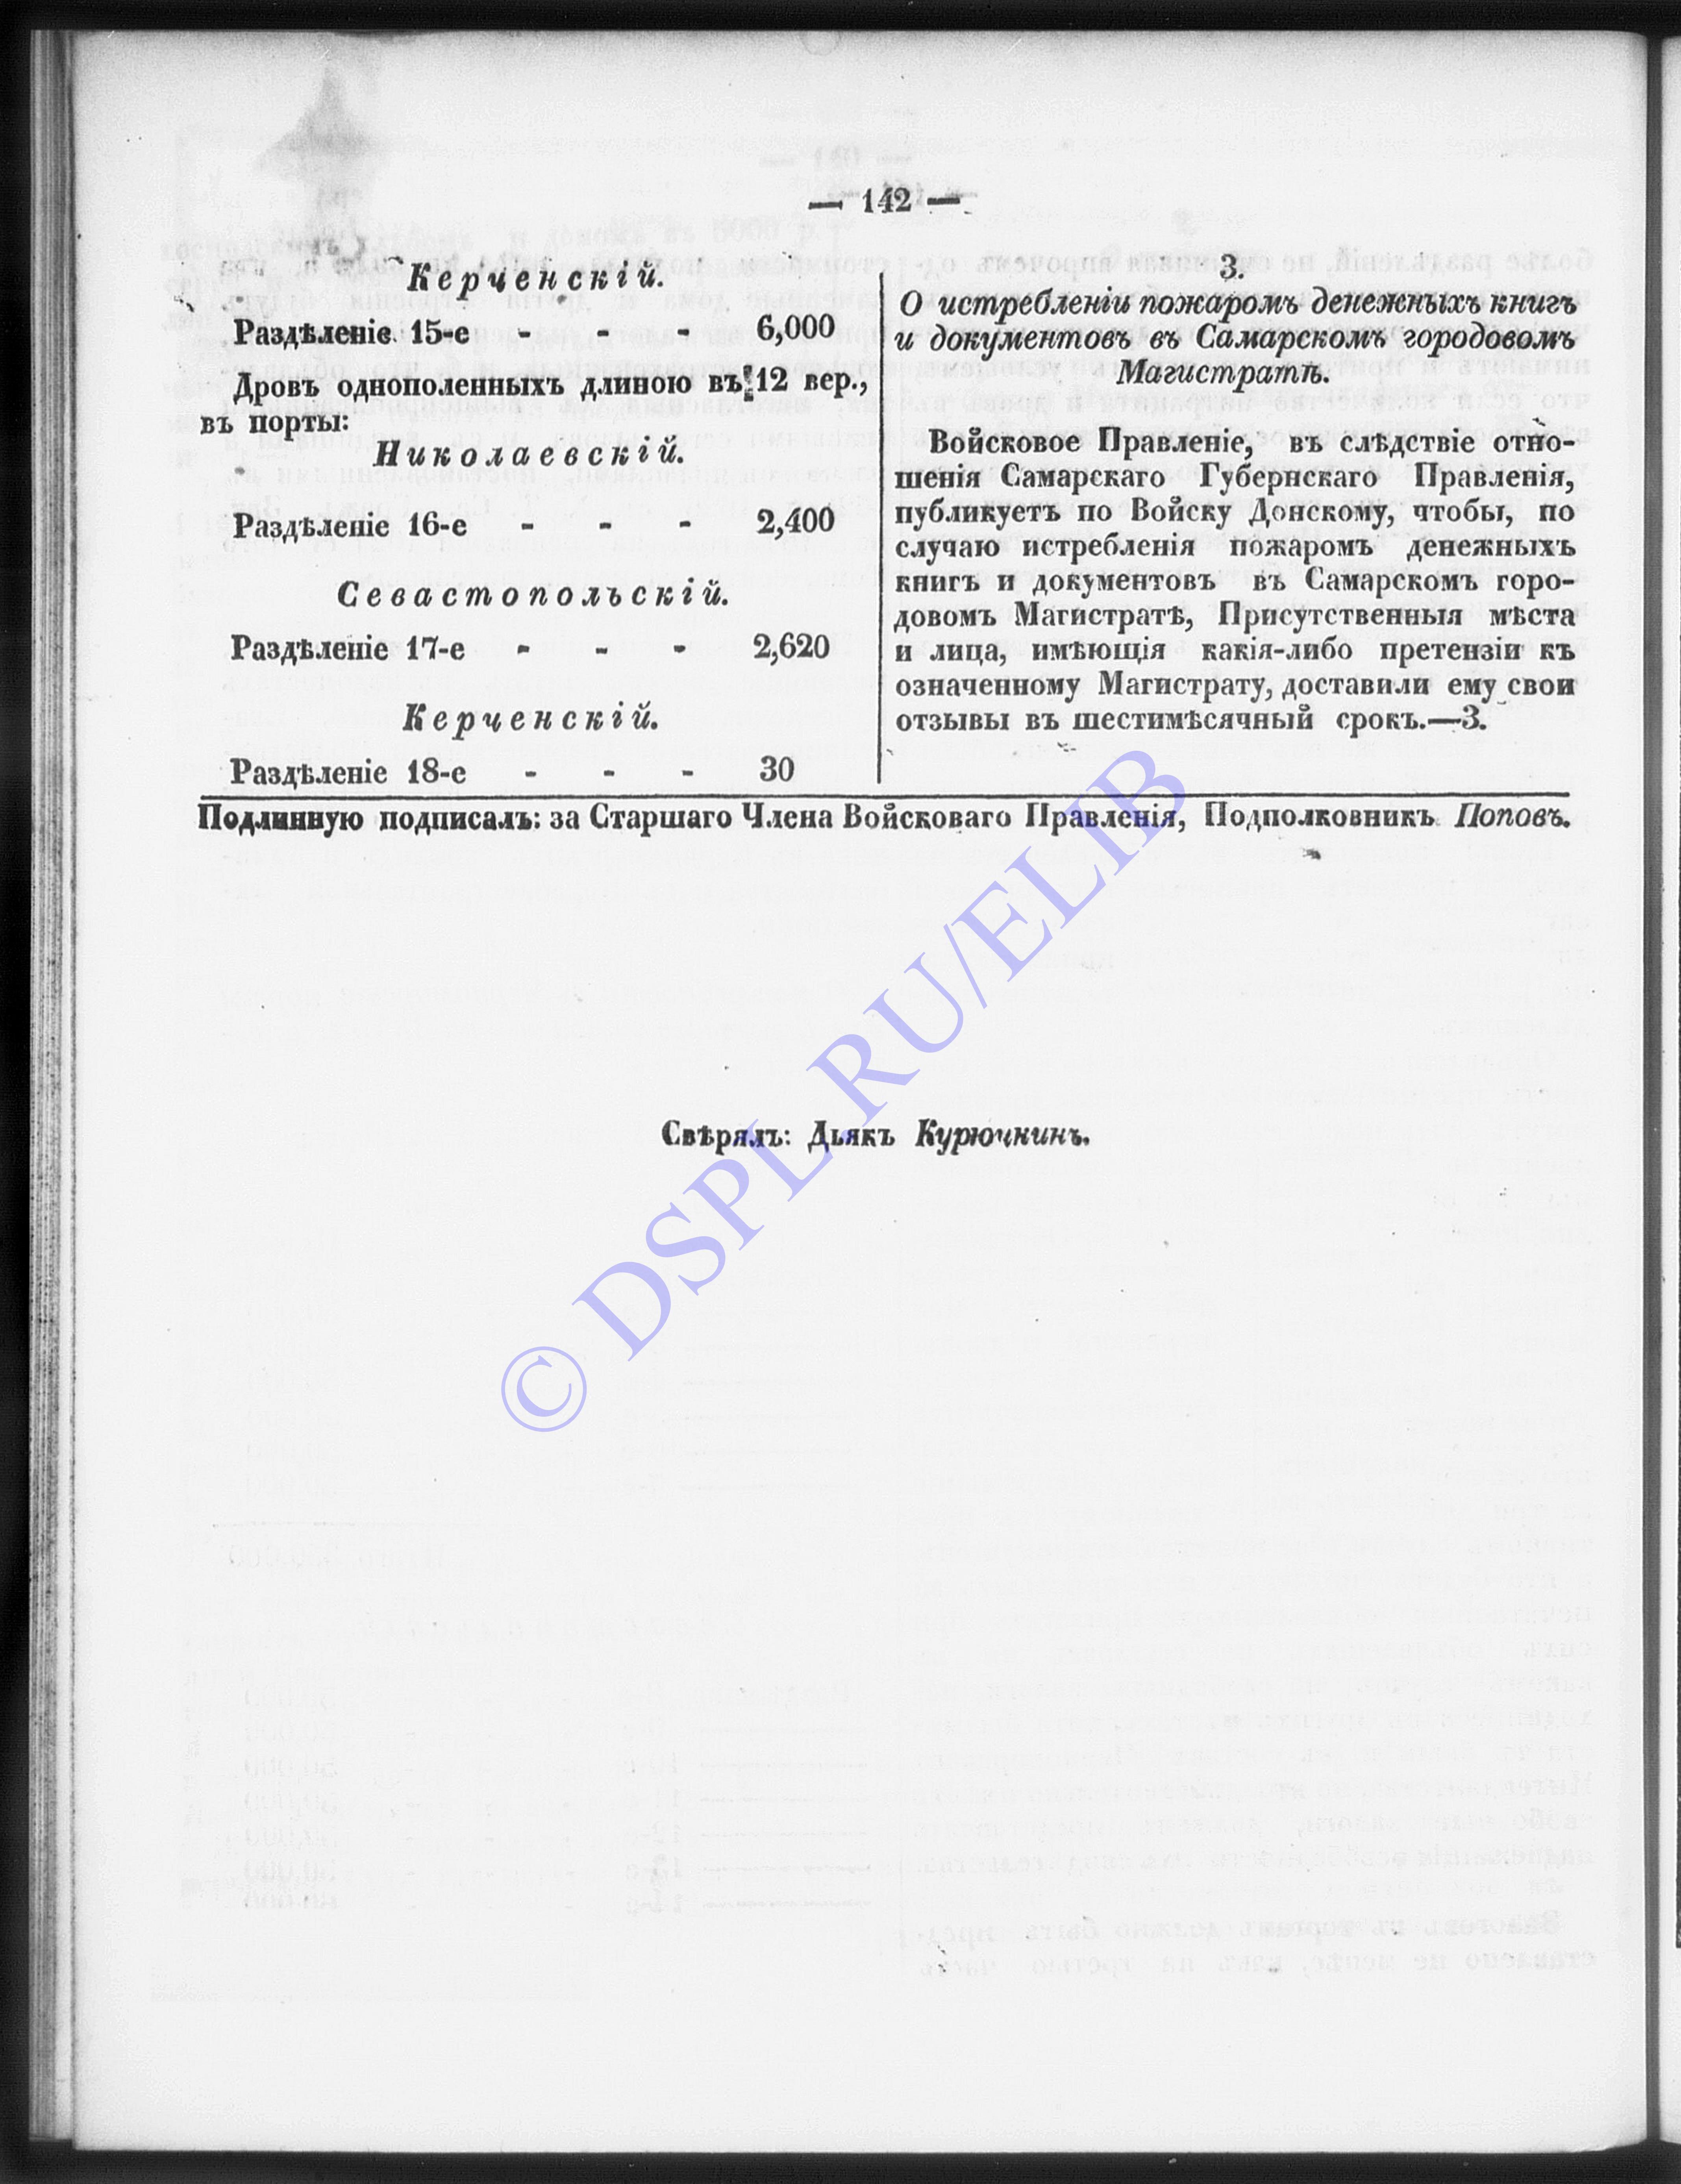 — 142 —
Керченскій.
Раздѣленіе 15-е - - - 6,000
Дровъ однополенныхъ длиною въ 12 вер.,
въ порты:
Николаевскій.
Раздѣленіе 16-е - - - 2,400
Севастопольскій.
Раздѣленіе 17-е - - - 2,620
Керченскій.
Раздѣленіе 18-е - - - 30
3.
О истребленіи пожаромъ денежныхъ книгъ
и документовъ въ Самарскомъ городовомъ
Магистратѣ.
Войсковое Правленіе, въ слѣдствіе отно-
шенія Самарскаго Губернскаго Правленія,
публикуетъ по Войску Донскому, чтобы, по
случаю истребленія пожаромъ денежныхъ
книгъ и документовъ въ Самарскомъ горо-
довомъ Магистратѣ, Присутственныя мѣста
и лица, имѣющія какія-либо претензіи къ
означенному Магистрату, доставили ему свои
отзывы въ шестимѣсячный срокъ.—3.
Подлинную подписалъ: за Старшаго Члена Войсковаго Правленія, Подполковникъ Поповъ.
Свѣрялъ: Дьякъ Курючкинъ.
© DSPL.RU/ELIB